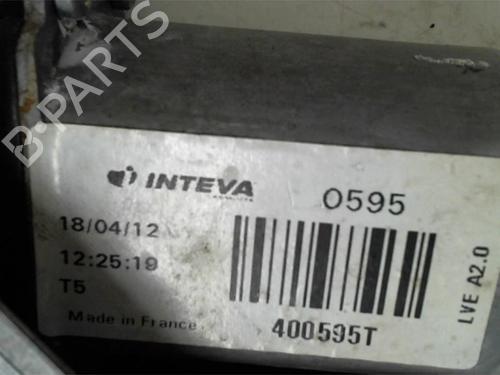 B-PARTS
INTEVA
0595
18/04/12
12:25:19
T5
Made in France
400595T
LVE A2.0